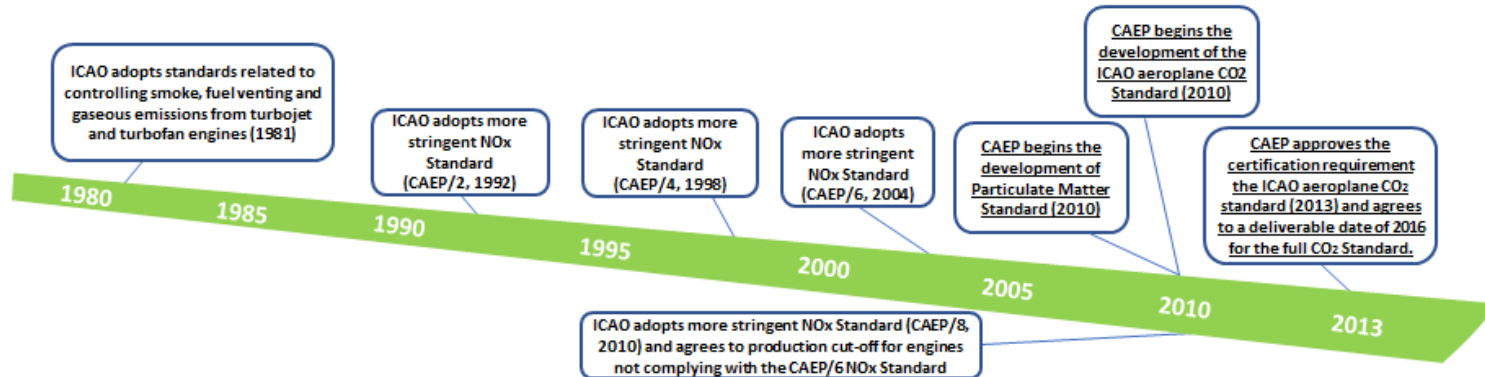 ICAO adopts standards related to
controlling smoke, fuel venting and
gaseous emissions from turbojet
and turbofan engines (1981)
ICAO adopts more
stringent NOx
Standard
(CAEP/2, 1992)
ICAO adopts more
stringent NOx
Standard
(CAEP/4, 1998)
ICAO adopts
more stringent
NOx Standard
(CAEP/6, 2004)
CAEP begins the
development of
Particulate Matter
Standard (2010)
CAEP begins the
development of the
ICAO aeroplane CO2
Standard (2010)
CAEP approves the
certification requirement
the ICAO aeroplane CO₂
standard (2013) and agrees
to a deliverable date of 2016
for the full CO₂ Standard.
1980
1985
1990
1995
2000
2005
2010
2013
ICAO adopts more stringent NOx Standard (CAEP/8,
2010) and agrees to production cut-off for engines
not complying with the CAEP/6 NOx Standard